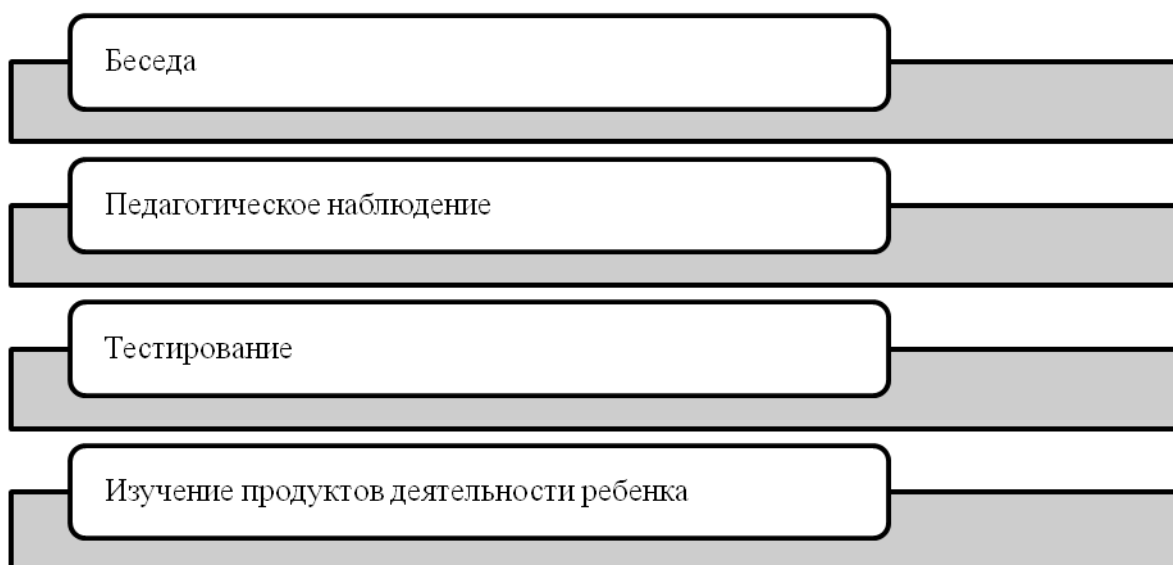 Беседа
Педагогическое наблюдение
Тестирование
Изучение продуктов деятельности ребенка